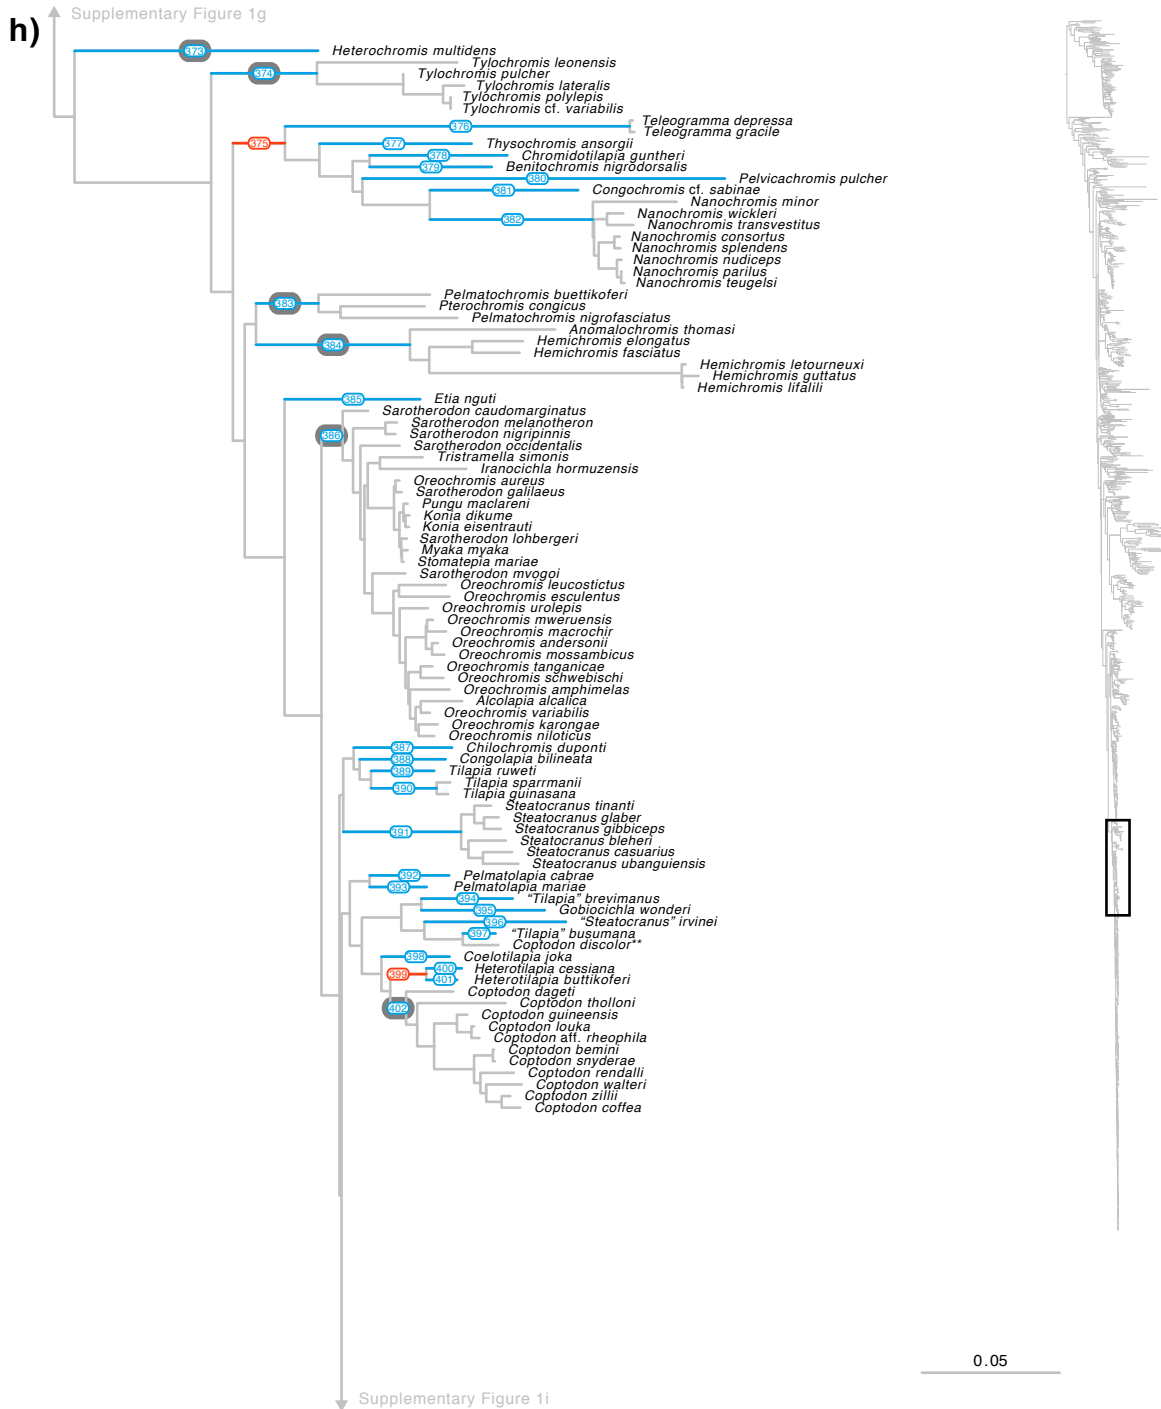 Supplementary Figure 1g
h)
373
Heterochromis multidens
Tylochromis leonensis
374
Tylochromis pulcher
Tylochromis lateralis
Tylochromis polylepis
Tylochromis cf. variabilis
Teleogramma depressa
376
Teleogramma gracile
375
377
Thysochromis ansorgii
378
Chromidotilapia guntheri
379
Benitochromis nigrodorsalis
380
Pelvicachromis pulcher
381
Congochromis cf. sabinae
Nanochromis minor
Nanochromis wickleri
382
Nanochromis transvestitus
Nanochromis consortus
Nanochromis splendens
Nanochromis nudiceps
Nanochromis parilus
Nanochromis teugelsi
Pelmatochromis buettikoferi
383
Pterochromis congicus
Pelmatochromis nigrofasciatus
Anomalochromis thomasi
384
Hemichromis elongatus
Hemichromis fasciatus
Hemichromis letourneuxi
Hemichromis guttatus
Hemichromis lifalili
385
Etia nguti
Sarotherodon caudomarginatus
Sarotherodon melanotheron
386
Sarotherodon nigripinnis
Sarotherodon occidentalis
Tristramella simonis
Iranocichla hormuzensis
Oreochromis aureus
Sarotherodon galilaeus
Pungu maclareni
Konia dikume
Konia eisentrauti
Sarotherodon lohbergeri
Myaka myaka
Stomatepia mariae
Sarotherodon mvogoi
Oreochromis leucostictus
Oreochromis esculentus
Oreochromis urolepis
Oreochromis mweruensis
Oreochromis macrochir
Oreochromis andersonii
Oreochromis mossambicus
Oreochromis tanganicae
Oreochromis schwebischi
Oreochromis amphimelas
Alcolapia alcalica
Oreochromis variabilis
Oreochromis karongae
Oreochromis niloticus
387
Chilochromis duponti
388
Congolapia bilineata
389
Tilapia ruweti
390
Tilapia sparrmanii
Tilapia guinasana
Steatocranus tinanti
Steatocranus glaber
391
Steatocranus gibbiceps
Steatocranus bleheri
Steatocranus casuarius
Steatocranus ubanguiensis
392
Pelmatolapia cabrae
393
Pelmatolapia mariae
394
"Tilapia" brevimanus
395
Gobiocichla wonderi
396
"Steatocranus" irvinei
397
"Tilapia" busumana
Coptodon discolor**
398
Coelotilapia joka
399
400
Heterotilapia cessiana
401
Heterotilapia buttikoferi
Coptodon dageti
402
Coptodon tholloni
Coptodon guineensis
Coptodon louka
Coptodon aff. rheophila
Coptodon bemini
Coptodon snyderae
Coptodon rendalli
Coptodon walteri
Coptodon zillii
Coptodon coffea
0.05
Supplementary Figure 1i